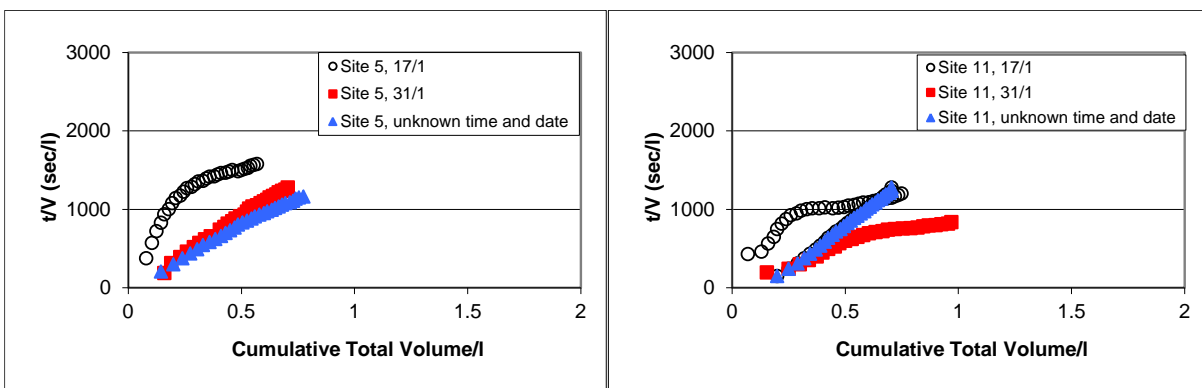 3000
2000
1000
0
t/V (sec/l)
Site 5, 17/1
Site 5, 31/1
Site 5, unknown time and date
0 0.5 1 1.5 2
Cumulative Total Volume/l
3000
2000
1000
0
t/V (sec/l)
Site 11, 17/1
Site 11, 31/1
Site 11, unknown time and date
0 0.5 1 1.5 2
Cumulative Total Volume/l